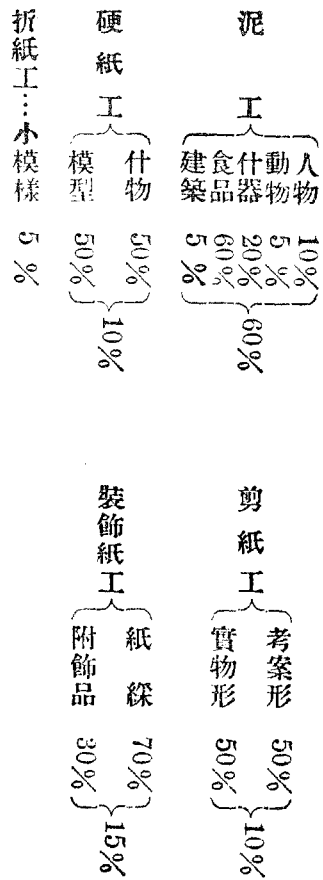 泥工
人物 10%
動物 5%
什器 20%
食品 60%
建築 5%
60%
剪紙工
考案形 50%
實物形 50%
10%
硬紙工
什物 50%
模型 50%
10%
裝飾紙工
紙綵 70%
附飾品 30%
15%
折紙工…小模樣 5%